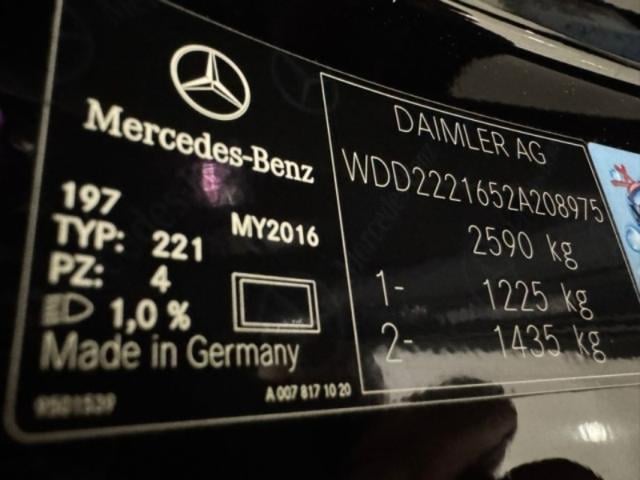 Mercedes-Benz
197
TYP: 221
MY2016
PZ: 4
1,0 %
Made in Germany
9501539
A 007 817 10 20
DAIMLER AG
WDD2221652A208975
2590 kg
1- 1225 kg
2- 1435 kg